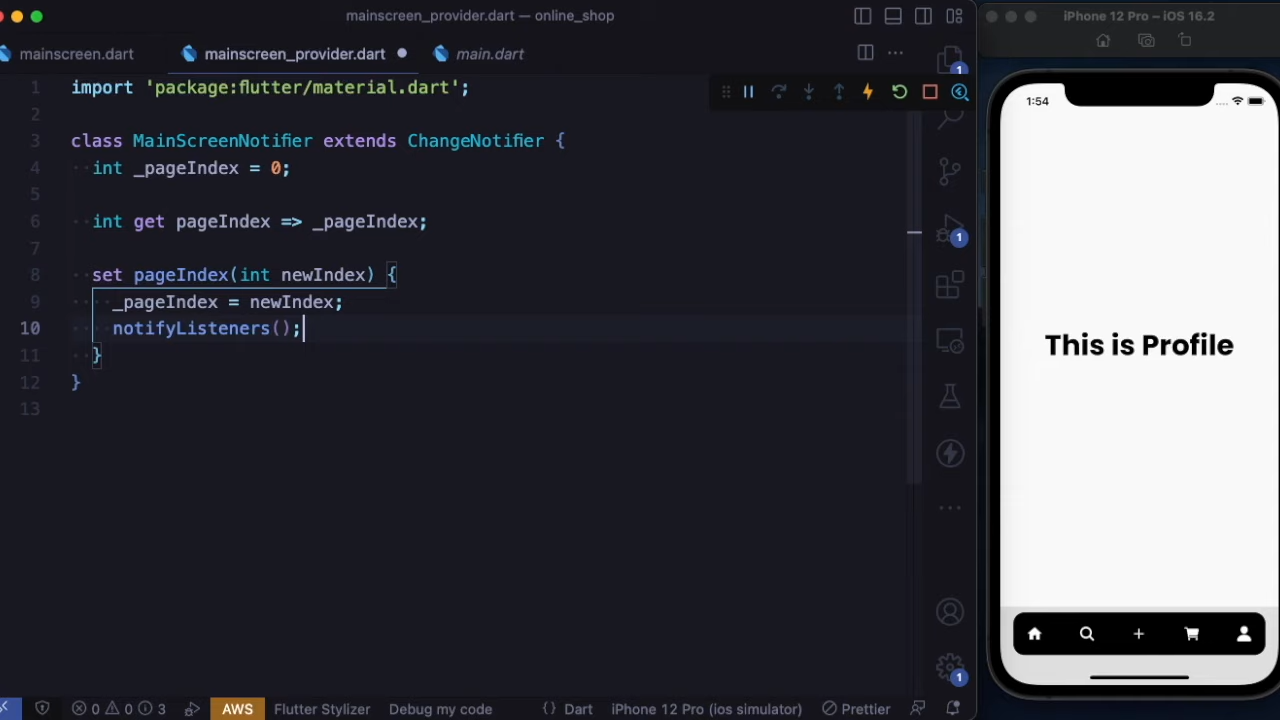 mainscreen_provider.dart — online_shop
iPhone 12 Pro – iOS 16.2
mainscreen.dart
mainscreen_provider.dart
main.dart
1 import 'package:flutter/material.dart';
2
3 class MainScreenNotifier extends ChangeNotifier {
4 int _pageIndex = 0;
5
6 int get pageIndex => _pageIndex;
7
8 set pageIndex(int newIndex) {
9 _pageIndex = newIndex;
10 notifyListeners();
11 }
12 }
13
1
1
1
1:54
This is Profile
0 0 3
AWS
Flutter Stylizer
Debug my code
{} Dart
iPhone 12 Pro (ios simulator)
Prettier